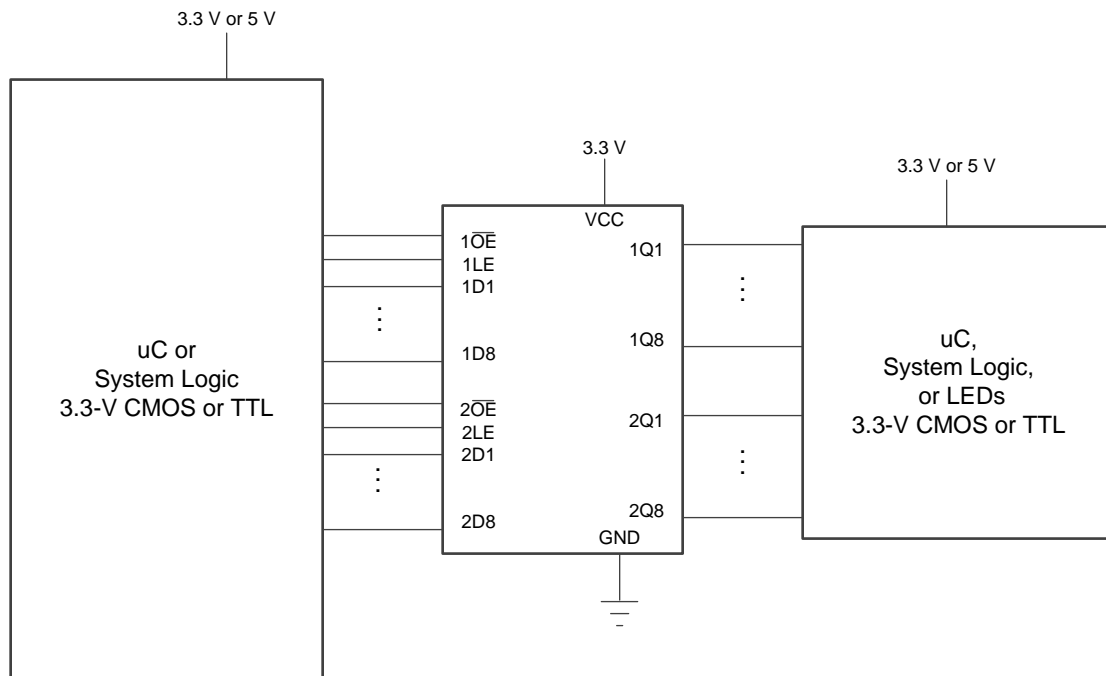 3.3 V or 5 V
uC or
System Logic
3.3-V CMOS or TTL
3.3 V
VCC
1O̅E̅
1LE
1D1
⋮
1D8
2O̅E̅
2LE
2D1
⋮
2D8
1Q1
⋮
1Q8
2Q1
⋮
2Q8
GND
3.3 V or 5 V
uC,
System Logic,
or LEDs
3.3-V CMOS or TTL